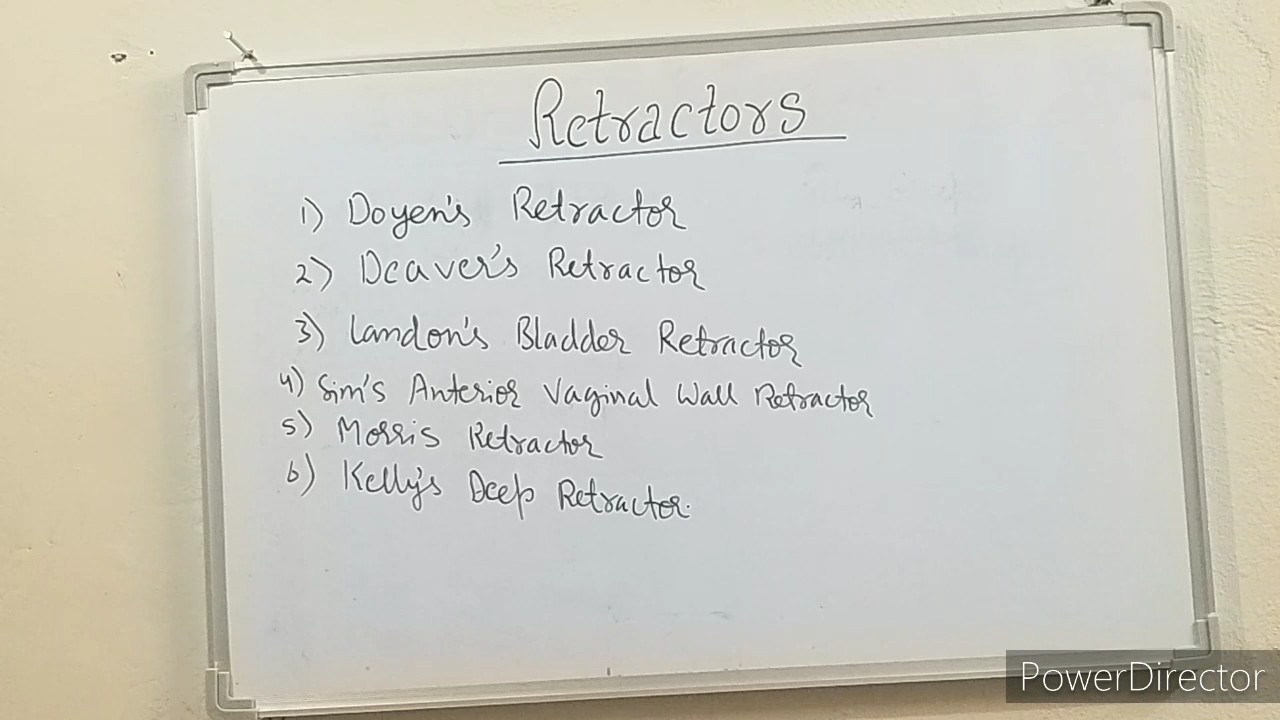 Retractors
1) Doyen's Retractor
2) Deaver's Retractor
3) Landon's Bladder Retractor
4) Sim's Anterior Vaginal Wall Retractor
5) Morris Retractor
6) Kelly's Deep Retractor.
PowerDirector